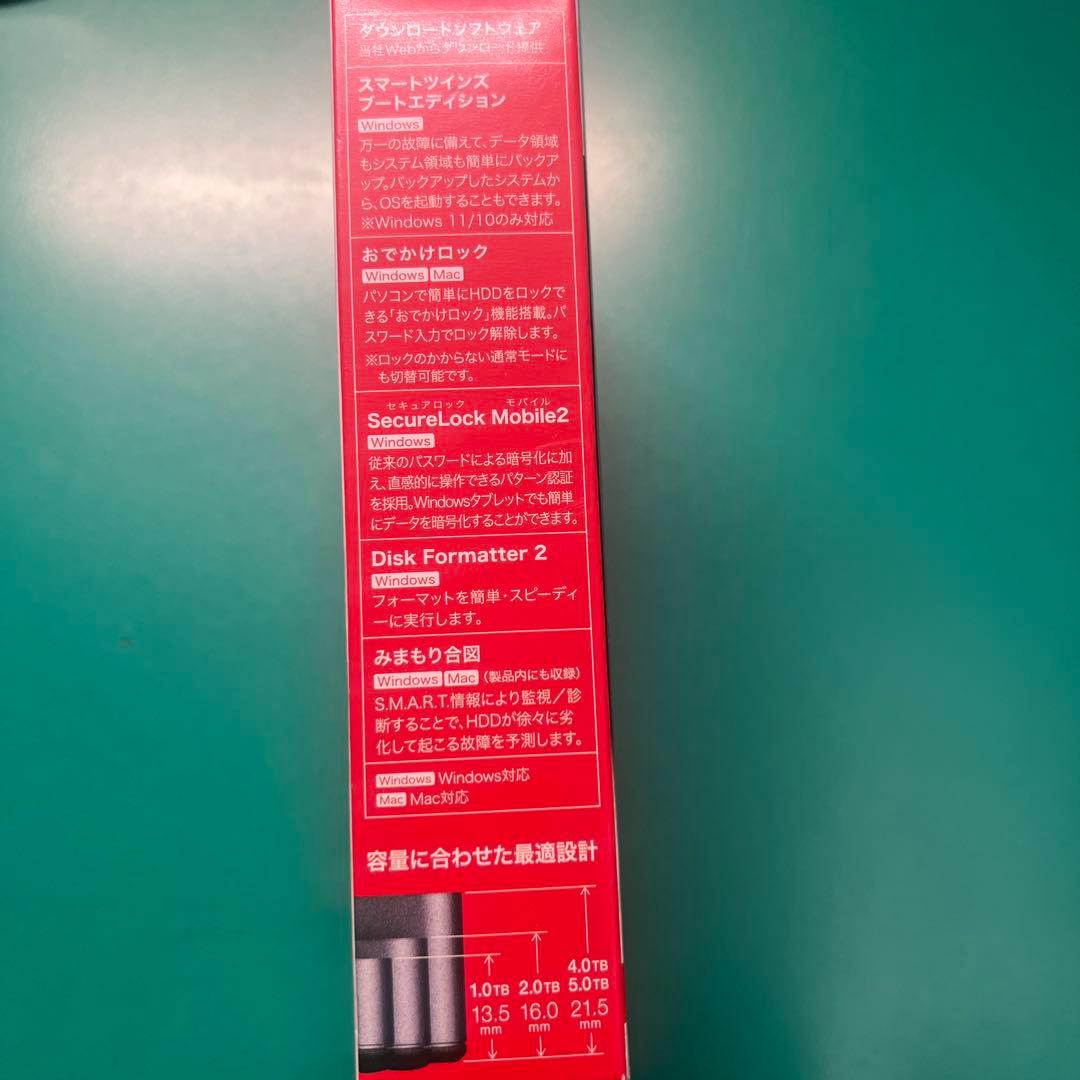 ダウンロードソフトウェア
当社Webからダウンロード提供
スマートツインズ
ブートエディション
Windows
万一の故障に備えて、データ領域
もシステム領域も簡単にバックア
ップ。バックアップしたシステムか
ら、OSを起動することもできます。
※Windows 11/10のみ対応
おでかけロック
Windows Mac
パソコンで簡単にHDDをロックで
きる「おでかけロック」機能搭載。パ
スワード入力でロック解除します。
※ロックのかからない通常モードに
も切替可能です。
セキュアロック モバイル
SecureLock Mobile2
Windows
従来のパスワードによる暗号化に加
え、直感的に操作できるパターン認証
を採用。Windowsタブレットでも簡単
にデータを暗号化することができます。
Disk Formatter 2
Windows
フォーマットを簡単・スピーディ
ーに実行します。
みまもり合図
Windows Mac (製品内にも収録)
S.M.A.R.T.情報により監視/診
断することで、HDDが徐々に劣
化して起こる故障を予測します。
Windows Windows対応
Mac Mac対応
容量に合わせた最適設計
4.0TB
1.0TB 2.0TB 5.0TB
13.5 16.0 21.5
mm mm mm